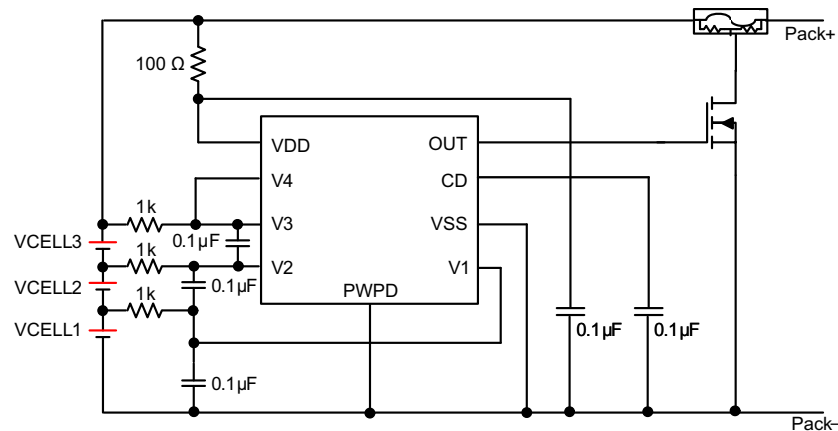 Pack+
100 Ω
VDD
OUT
V4
CD
1k
V3
VSS
VCELL3
0.1µF
1k
V2
V1
VCELL2
0.1µF
1k
PWPD
VCELL1
0.1µF
0.1µF
0.1µF
Pack–